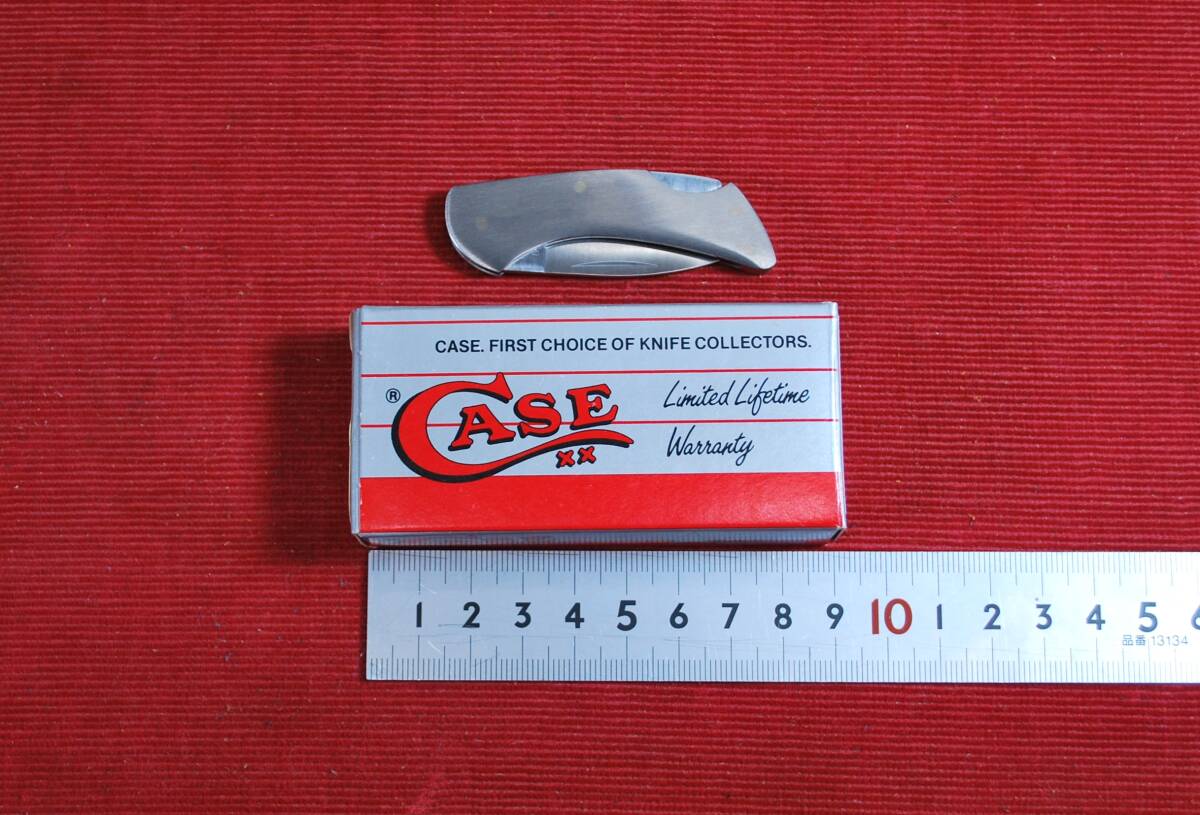 CASE. FIRST CHOICE OF KNIFE COLLECTORS.
® CASE XX
Limited Lifetime
Warranty
1 2 3 4 5 6 7 8 9 10 1 2 3 4 5 6
品番 13134